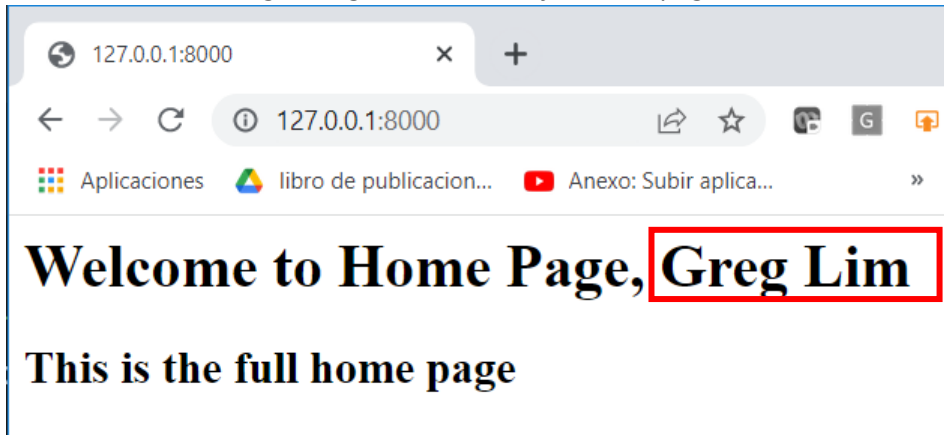 127.0.0.1:8000
127.0.0.1:8000
G
Aplicaciones libro de publicacion... Anexo: Subir aplica... »
Welcome to Home Page, Greg Lim
This is the full home page